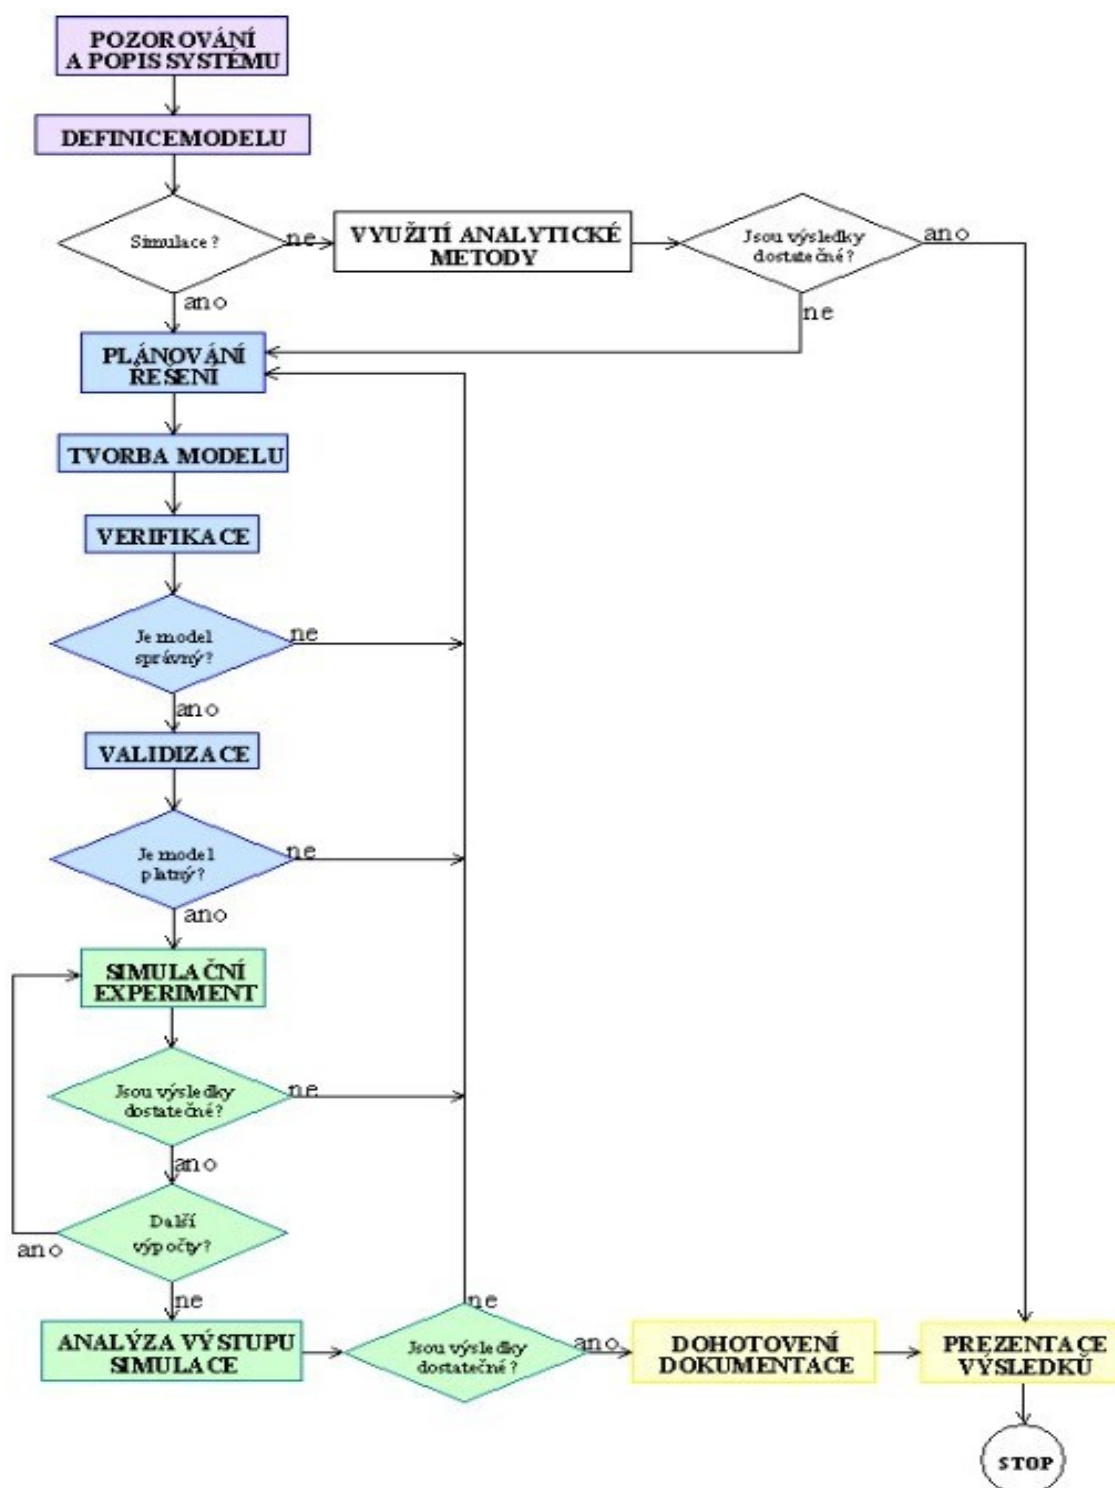 POZOROVÁNÍ
A POPIS SYSTÉMU
DEFINICEMODELU
Simulace?
ne
VYUŽITÍ ANALYTICKÉ
METODY
Jsou výsledky
dostatečné?
ano
ano
ne
PLÁNOVÁNÍ
ŘEŠENÍ
TVORBA MODELU
VERIFIKACE
Je model
správný?
ne
ano
VALIDIZACE
Je model
platný?
ne
ano
SIMULAČNÍ
EXPERIMENT
Jsou výsledky
dostatečné?
ne
ano
Další
výpočty?
ano
ne
ANALÝZA VÝSTUPU
SIMULACE
Jsou výsledky
dostatečné?
ne
ano
DOHOTOVENÍ
DOKUMENTACE
PREZENTACE
VÝSLEDKŮ
STOP